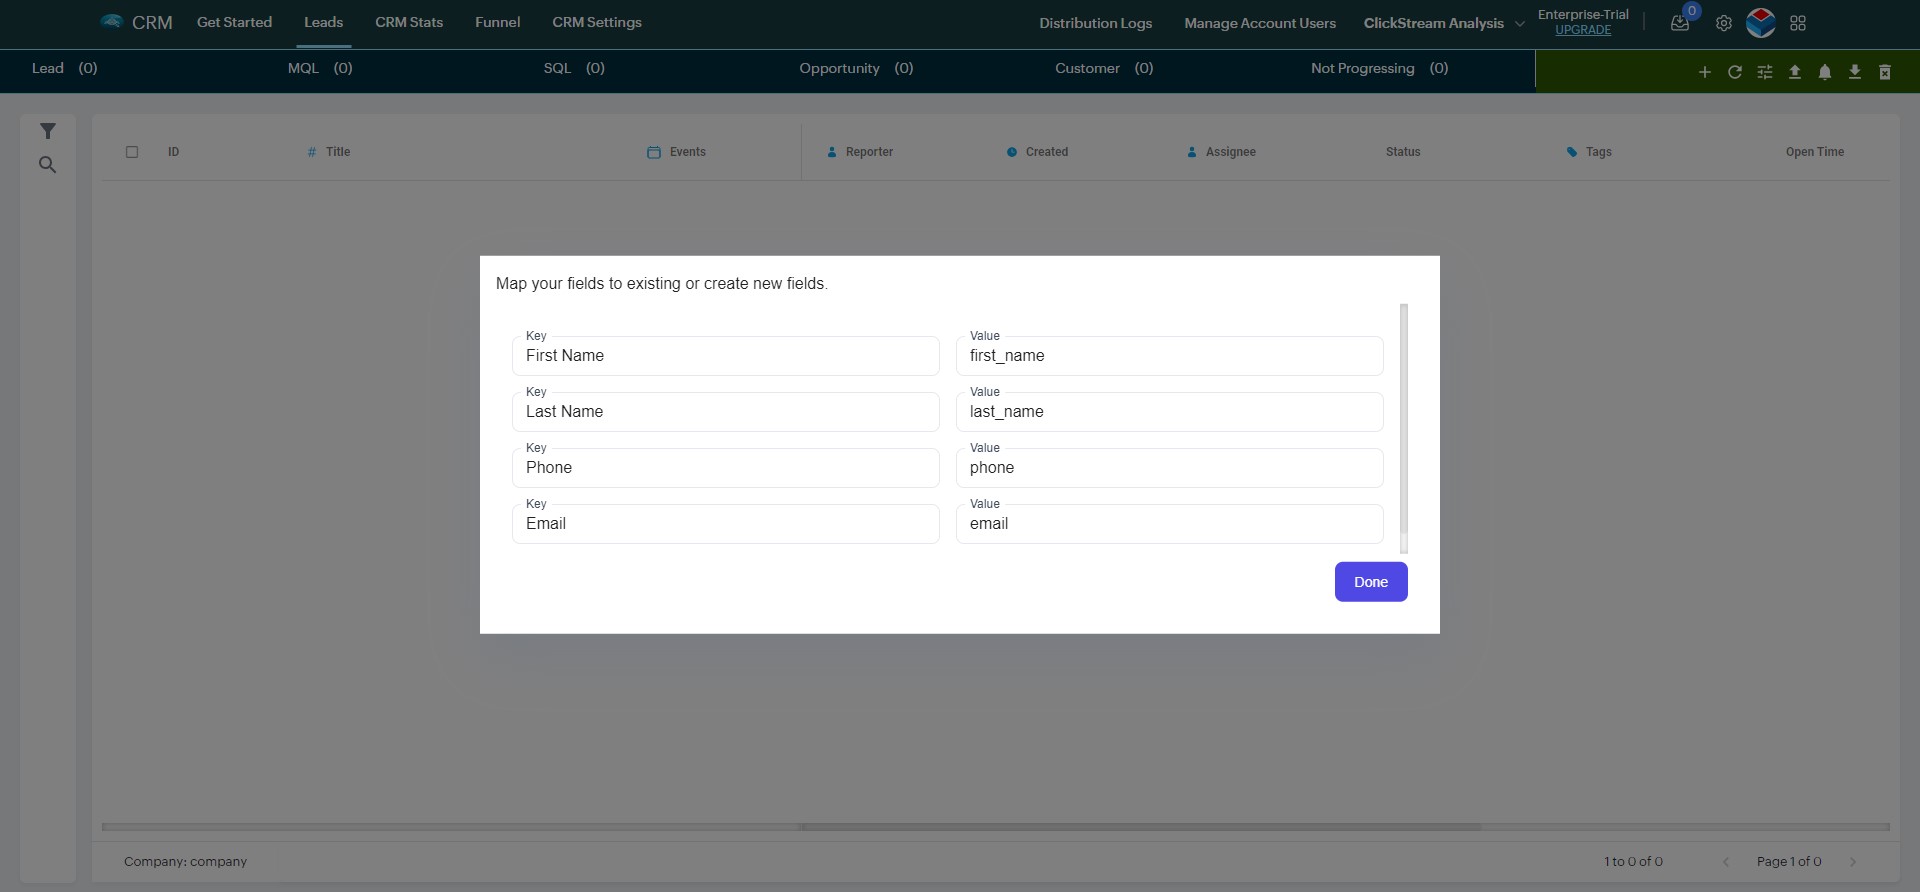 CRM
Get Started
Leads
CRM Stats
Funnel
CRM Settings
Distribution Logs
Manage Account Users
ClickStream Analysis
Enterprise-Trial
UPGRADE
0
Lead (0)
MQL (0)
SQL (0)
Opportunity (0)
Customer (0)
Not Progressing (0)
ID
# Title
Events
Reporter
Created
Assignee
Status
Tags
Open Time
Map your fields to existing or create new fields.
Key
First Name
Value
first_name
Key
Last Name
Value
last_name
Key
Phone
Value
phone
Key
Email
Value
email
Done
Company: company
1 to 0 of 0
Page 1 of 0